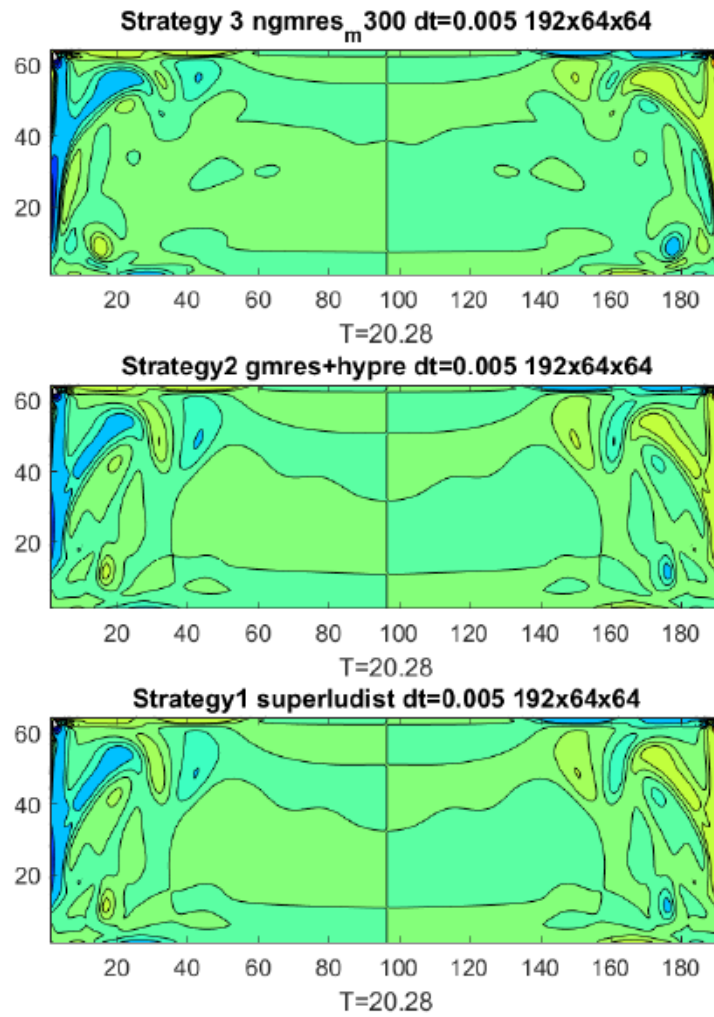 Strategy 3 ngmres_m300 dt=0.005 192x64x64
60
40
20
20 40 60 80 100 120 140 160 180
T=20.28
Strategy2 gmres+hypre dt=0.005 192x64x64
60
40
20
20 40 60 80 100 120 140 160 180
T=20.28
Strategy1 superludist dt=0.005 192x64x64
60
40
20
20 40 60 80 100 120 140 160 180
T=20.28